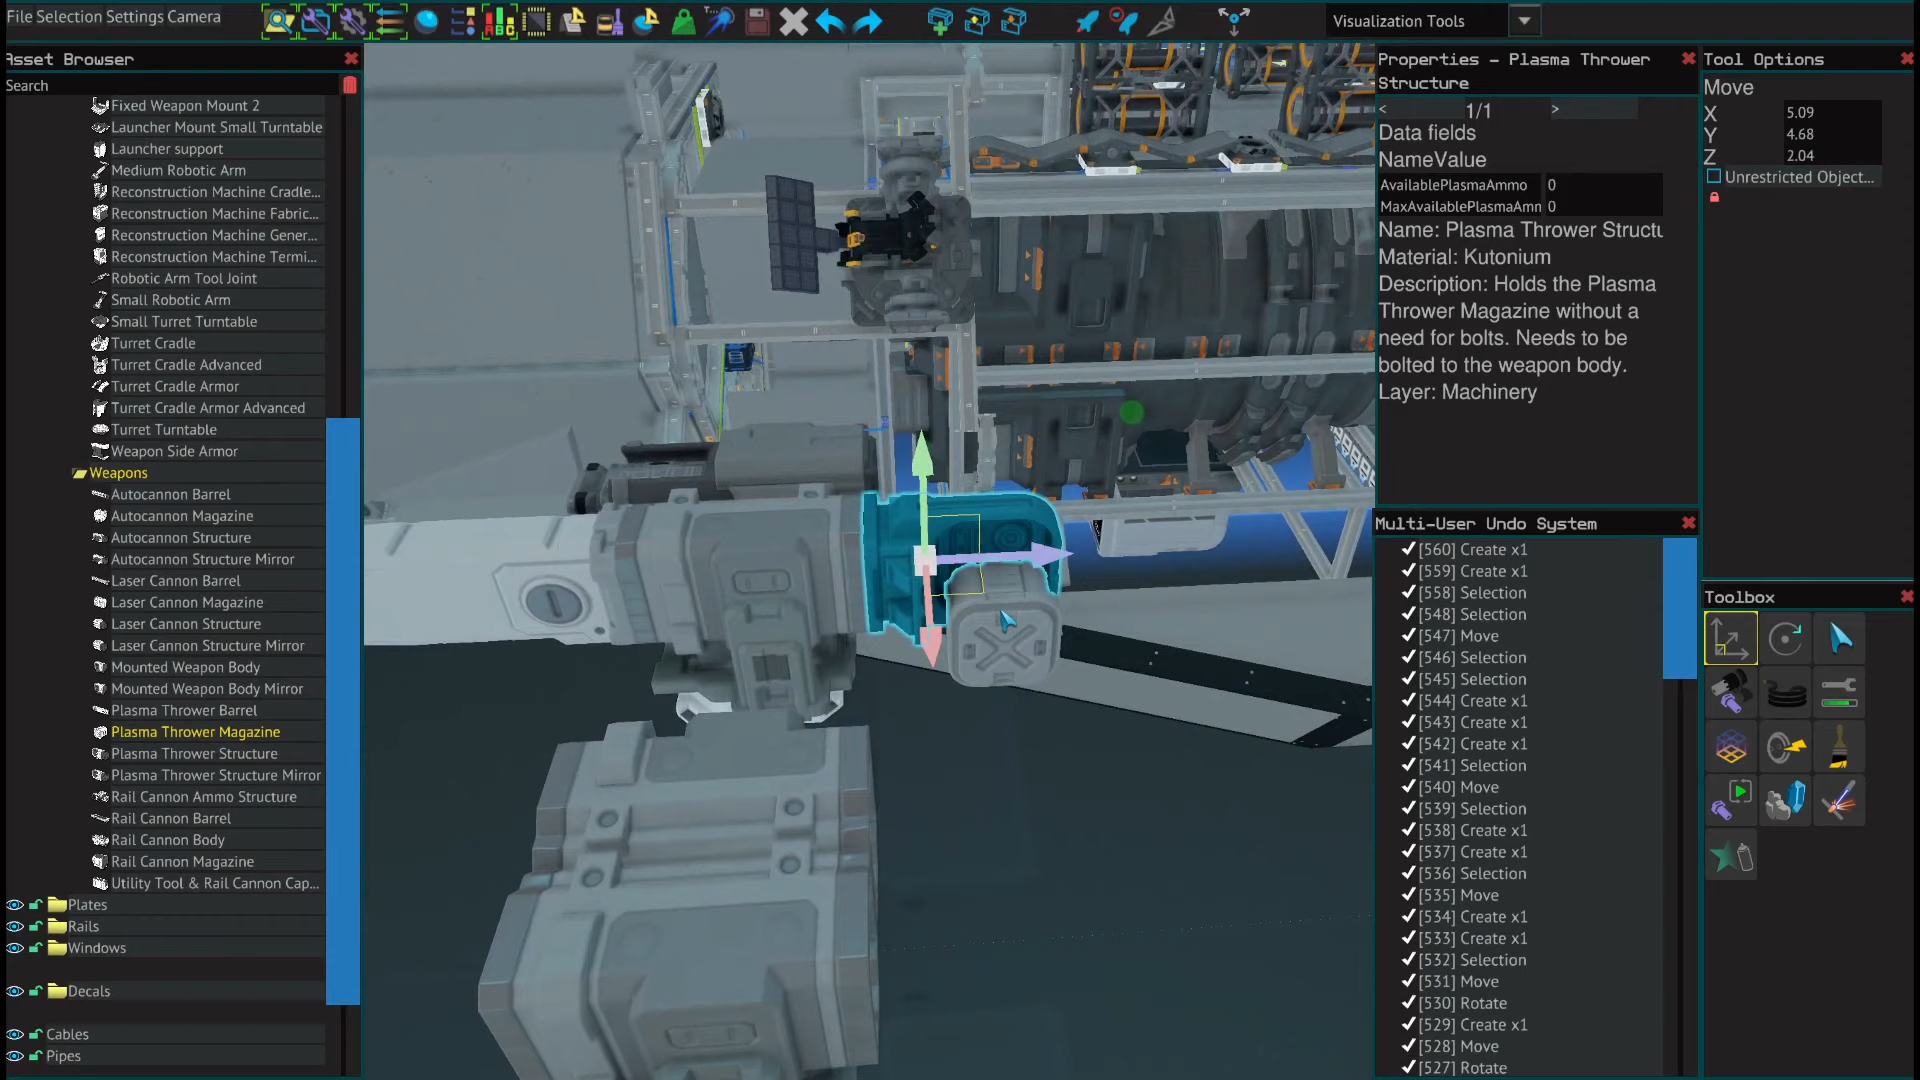 File Selection Settings Camera
Visualization Tools
Asset Browser
Search
Fixed Weapon Mount 2
Launcher Mount Small Turntable
Launcher support
Medium Robotic Arm
Reconstruction Machine Cradle...
Reconstruction Machine Fabric...
Reconstruction Machine Gener...
Reconstruction Machine Termi...
Robotic Arm Tool Joint
Small Robotic Arm
Small Turret Turntable
Turret Cradle
Turret Cradle Advanced
Turret Cradle Armor
Turret Cradle Armor Advanced
Turret Turntable
Weapon Side Armor
Weapons
Autocannon Barrel
Autocannon Magazine
Autocannon Structure
Autocannon Structure Mirror
Laser Cannon Barrel
Laser Cannon Magazine
Laser Cannon Structure
Laser Cannon Structure Mirror
Mounted Weapon Body
Mounted Weapon Body Mirror
Plasma Thrower Barrel
Plasma Thrower Magazine
Plasma Thrower Structure
Plasma Thrower Structure Mirror
Rail Cannon Ammo Structure
Rail Cannon Barrel
Rail Cannon Body
Rail Cannon Magazine
Utility Tool & Rail Cannon Cap...
Plates
Rails
Windows
Decals
Cables
Pipes
Properties - Plasma Thrower
Structure
< 1/1 >
Data fields
NameValue
AvailablePlasmaAmmo 0
MaxAvailablePlasmaAmm 0
Name: Plasma Thrower Structu
Material: Kutonium
Description: Holds the Plasma
Thrower Magazine without a
need for bolts. Needs to be
bolted to the weapon body.
Layer: Machinery
Multi-User Undo System
[560] Create x1
[559] Create x1
[558] Selection
[548] Selection
[547] Move
[546] Selection
[545] Selection
[544] Create x1
[543] Create x1
[542] Create x1
[541] Selection
[540] Move
[539] Selection
[538] Create x1
[537] Create x1
[536] Selection
[535] Move
[534] Create x1
[533] Create x1
[532] Selection
[531] Move
[530] Rotate
[529] Create x1
[528] Move
[527] Rotate
Tool Options
Move
X 5.09
Y 4.68
Z 2.04
Unrestricted Object...
Toolbox